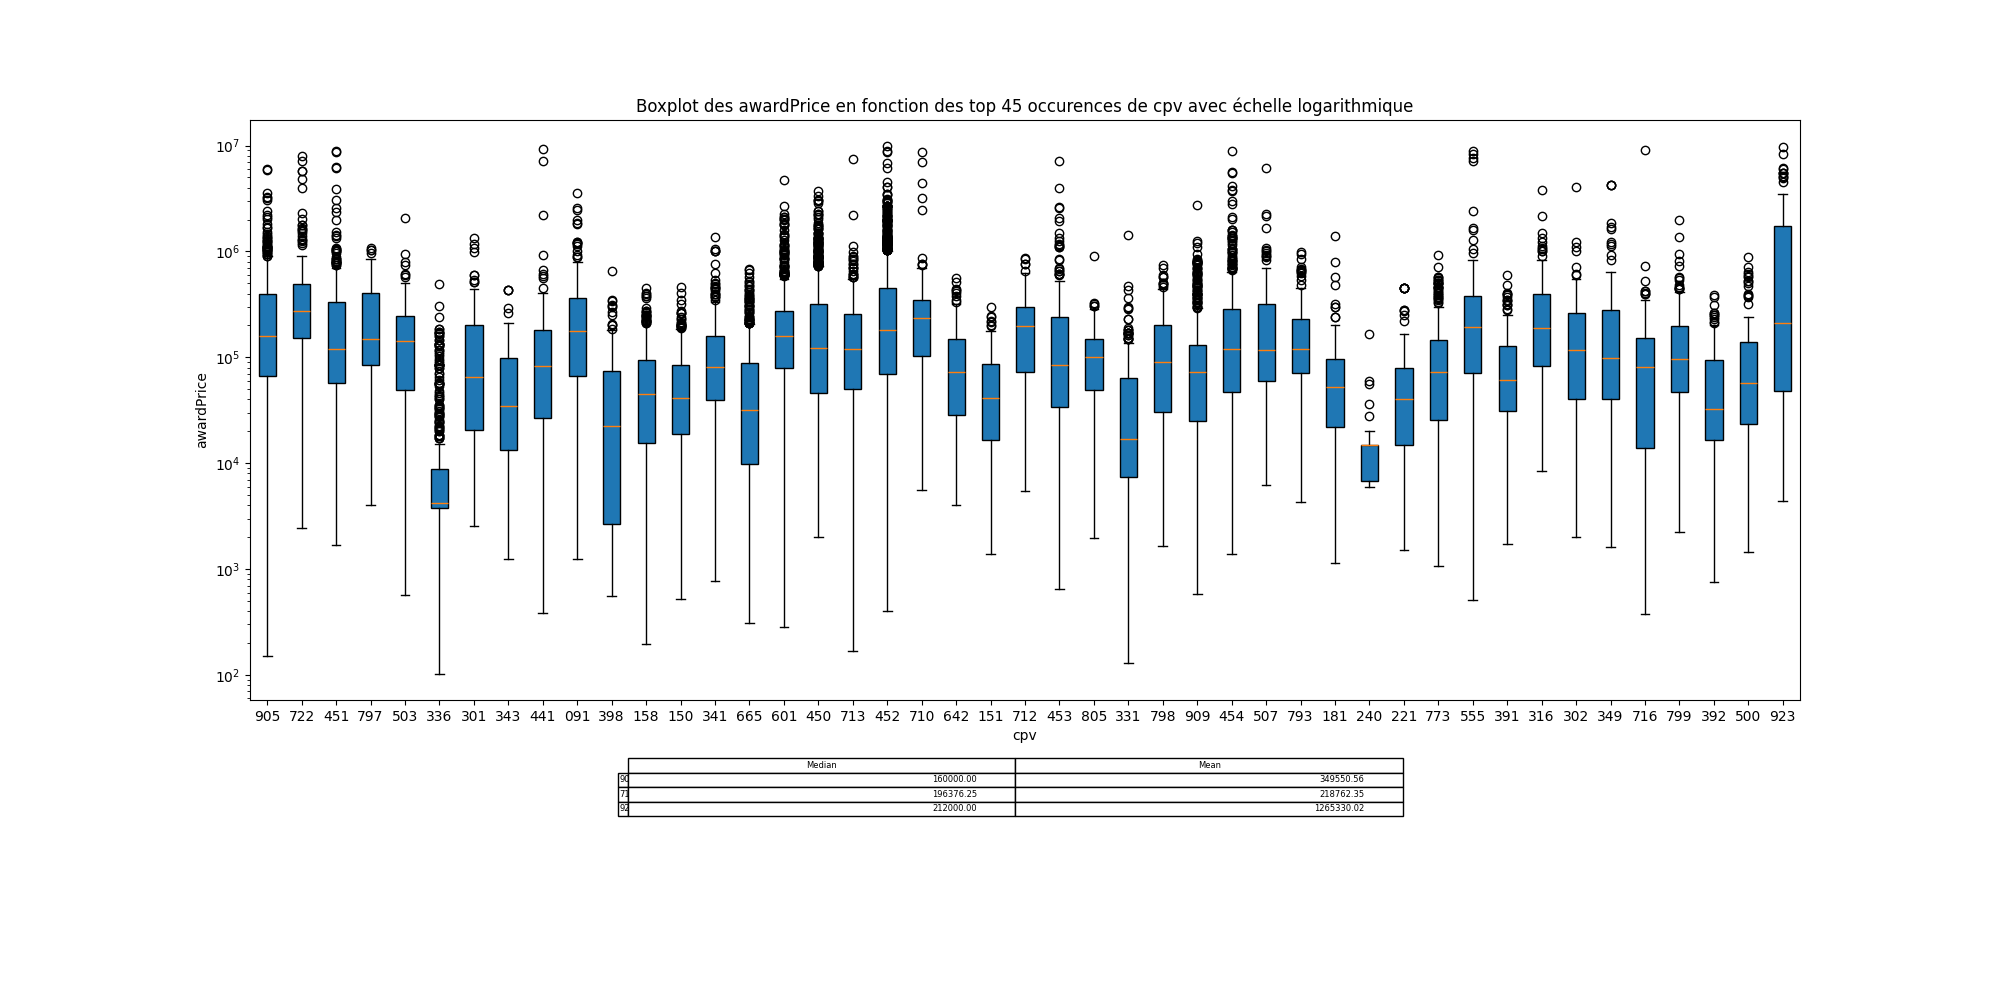 Boxplot des awardPrice en fonction des top 45 occurences de cpv avec échelle logarithmique
10^7
10^6
10^5
10^4
10^3
10^2
awardPrice
905 722 451 797 503 336 301 343 441 091 398 158 150 341 665 601 450 713 452 710 642 151 712 453 805 331 798 909 454 507 793 181 240 221 773 555 391 316 302 349 716 799 392 500 923
cpv
Median Mean
90 160000.00 349550.56
71 196376.25 218762.35
92 212000.00 1265330.02